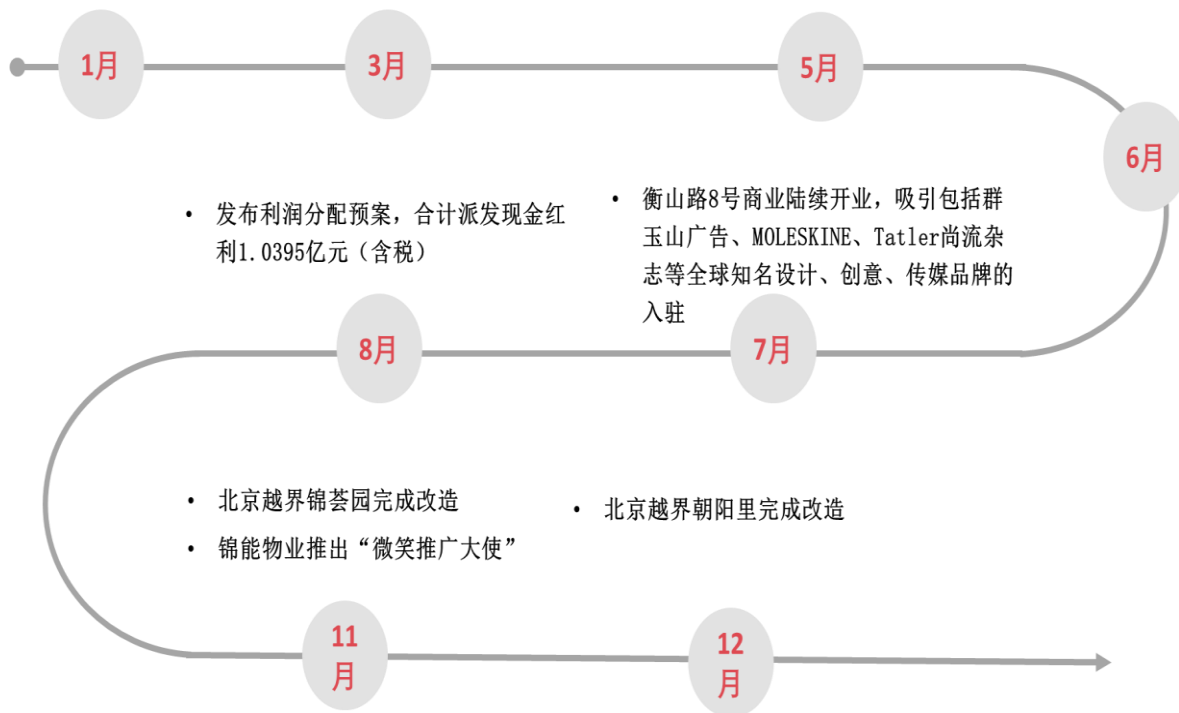 1月
3月
5月
6月
• 发布利润分配预案，合计派发现金红
利1.0395亿元（含税）
• 衡山路8号商业陆续开业，吸引包括群
玉山广告、MOLESKINE、Tatler尚流杂
志等全球知名设计、创意、传媒品牌的
入驻
8月
7月
• 北京越界锦荟园完成改造
• 锦能物业推出“微笑推广大使”
• 北京越界朝阳里完成改造
11
月
12
月